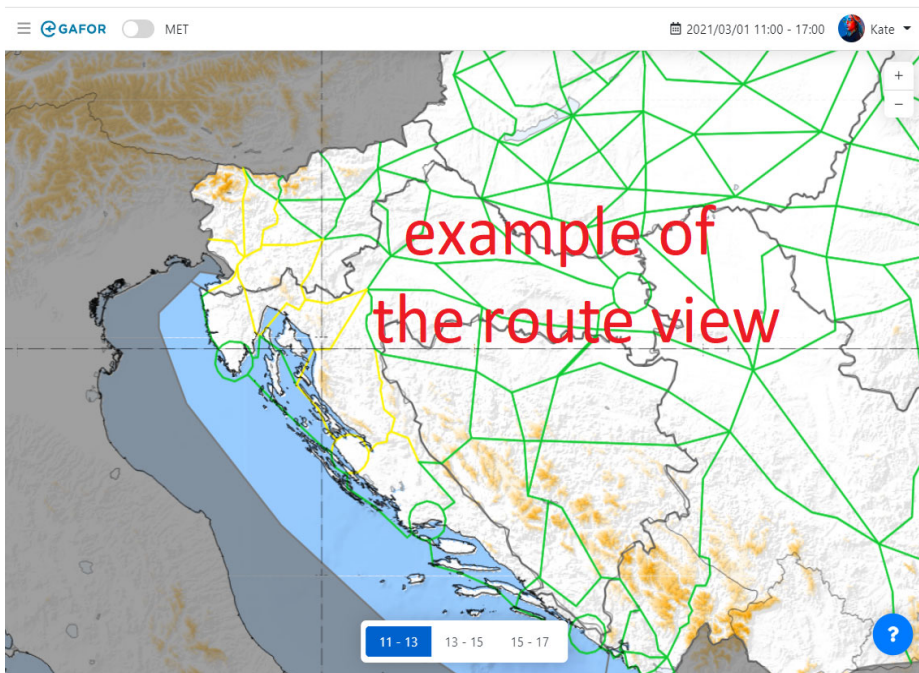 GAFOR MET 2021/03/01 11:00 - 17:00 Kate
+
−
example of
the route view
11 - 13 13 - 15 15 - 17
?